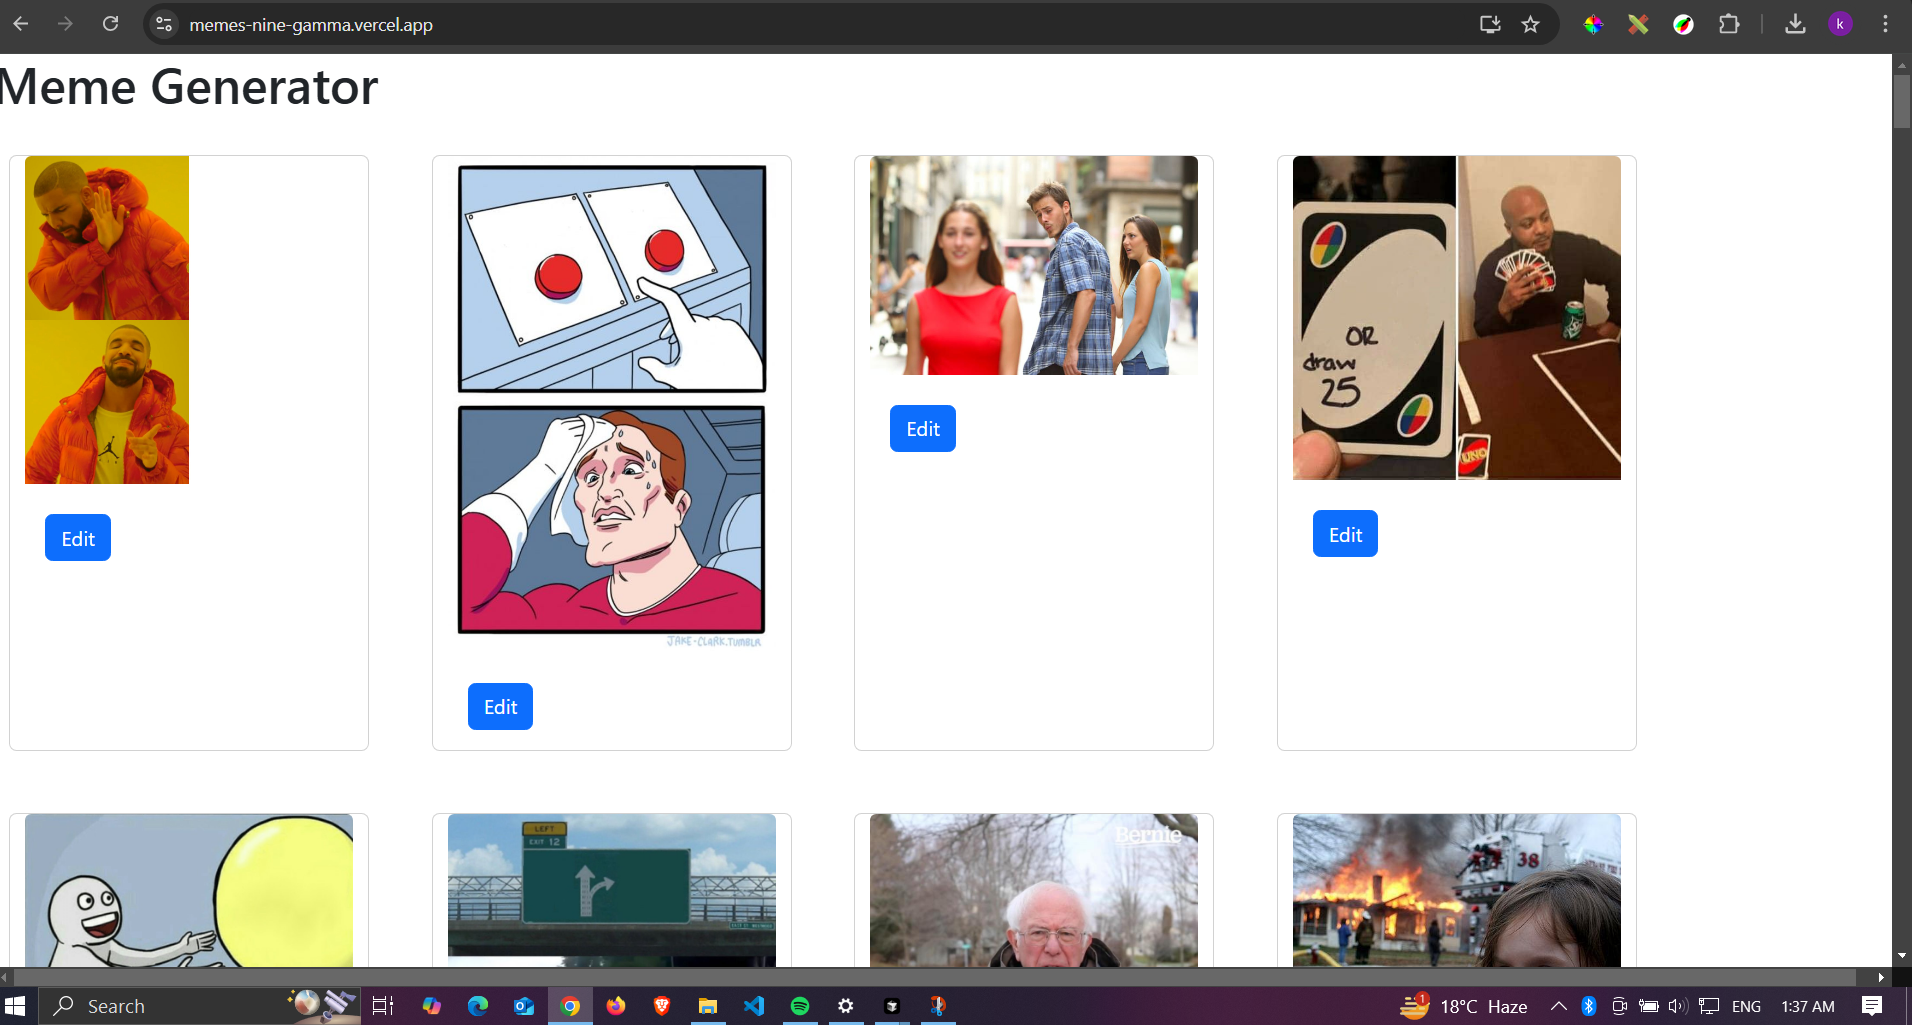 memes-nine-gamma.vercel.app
k
Meme Generator
OR
draw
25
UNO
Edit
Edit
JAKE-CLARK.TUMBLR
Edit
Edit
LEFT
EXIT 12
Bernie
38
Search
1
18°C Haze
ENG
1:37 AM